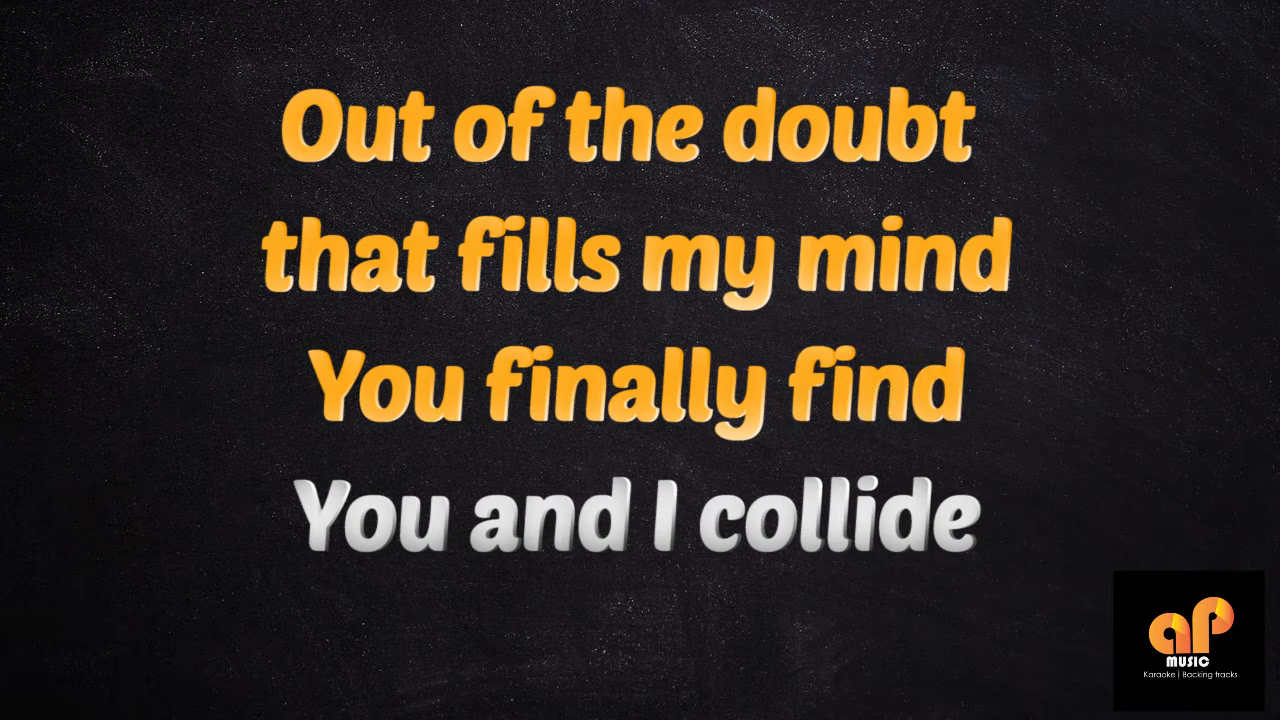 Out of the doubt
that fills my mind
You finally find
You and I collide
ap
MUSIC
Karaoke | Backing tracks